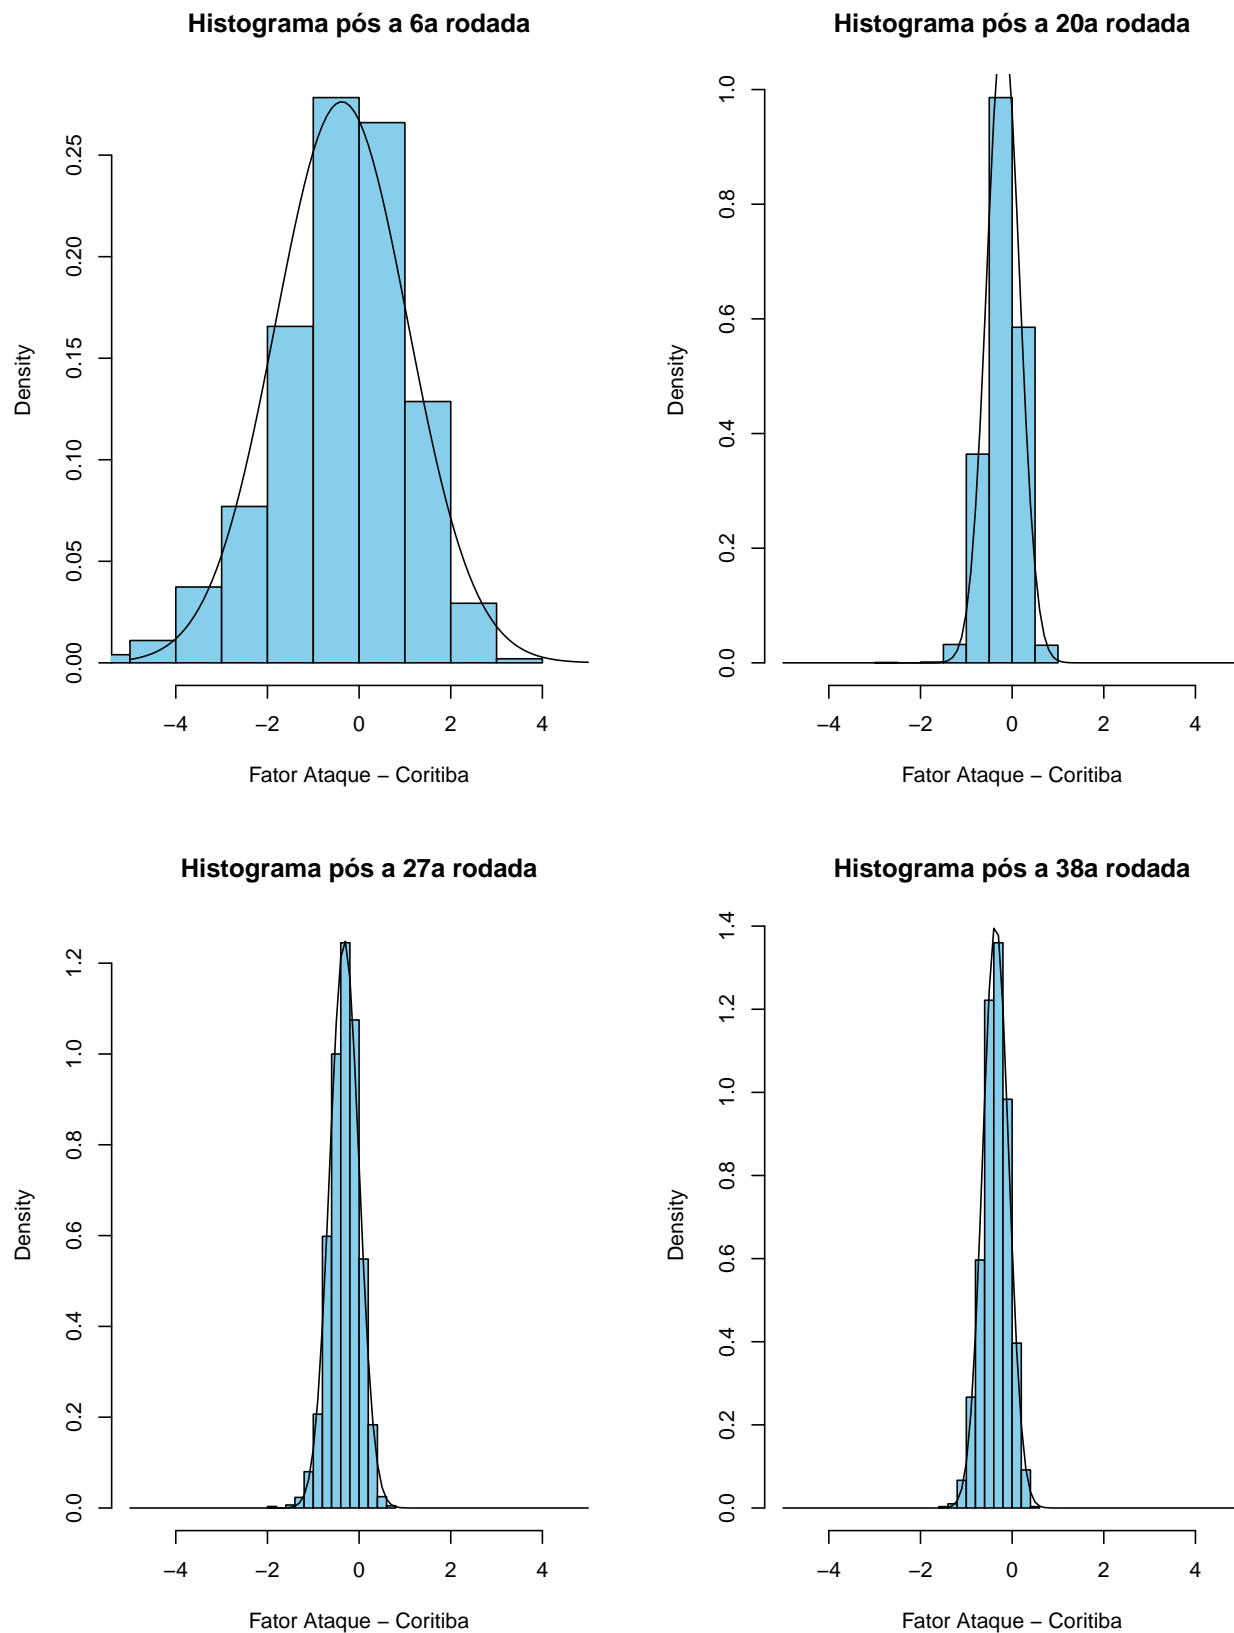 Histograma pós a 6a rodada
Density
0.00 0.05 0.10 0.15 0.20 0.25
−4 −2 0 2 4
Fator Ataque − Coritiba
Histograma pós a 20a rodada
Density
0.0 0.2 0.4 0.6 0.8 1.0
−4 −2 0 2 4
Fator Ataque − Coritiba
Histograma pós a 27a rodada
Density
0.0 0.2 0.4 0.6 0.8 1.0 1.2
−4 −2 0 2 4
Fator Ataque − Coritiba
Histograma pós a 38a rodada
Density
0.0 0.2 0.4 0.6 0.8 1.0 1.2 1.4
−4 −2 0 2 4
Fator Ataque − Coritiba